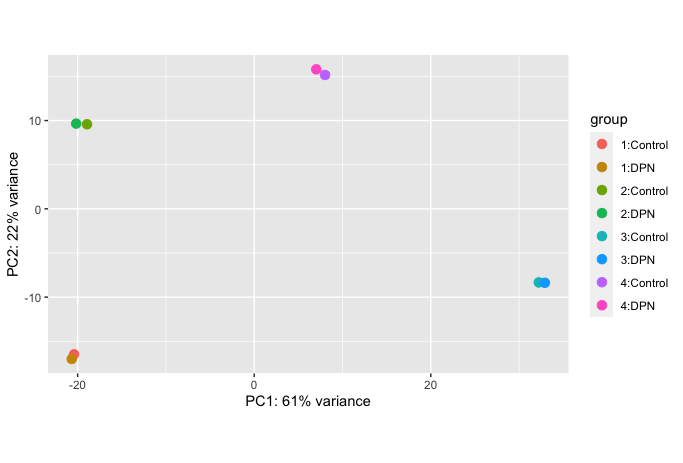 PC2: 22% variance
10
0
-10
-20
0
20
PC1: 61% variance
group
1:Control
1:DPN
2:Control
2:DPN
3:Control
3:DPN
4:Control
4:DPN